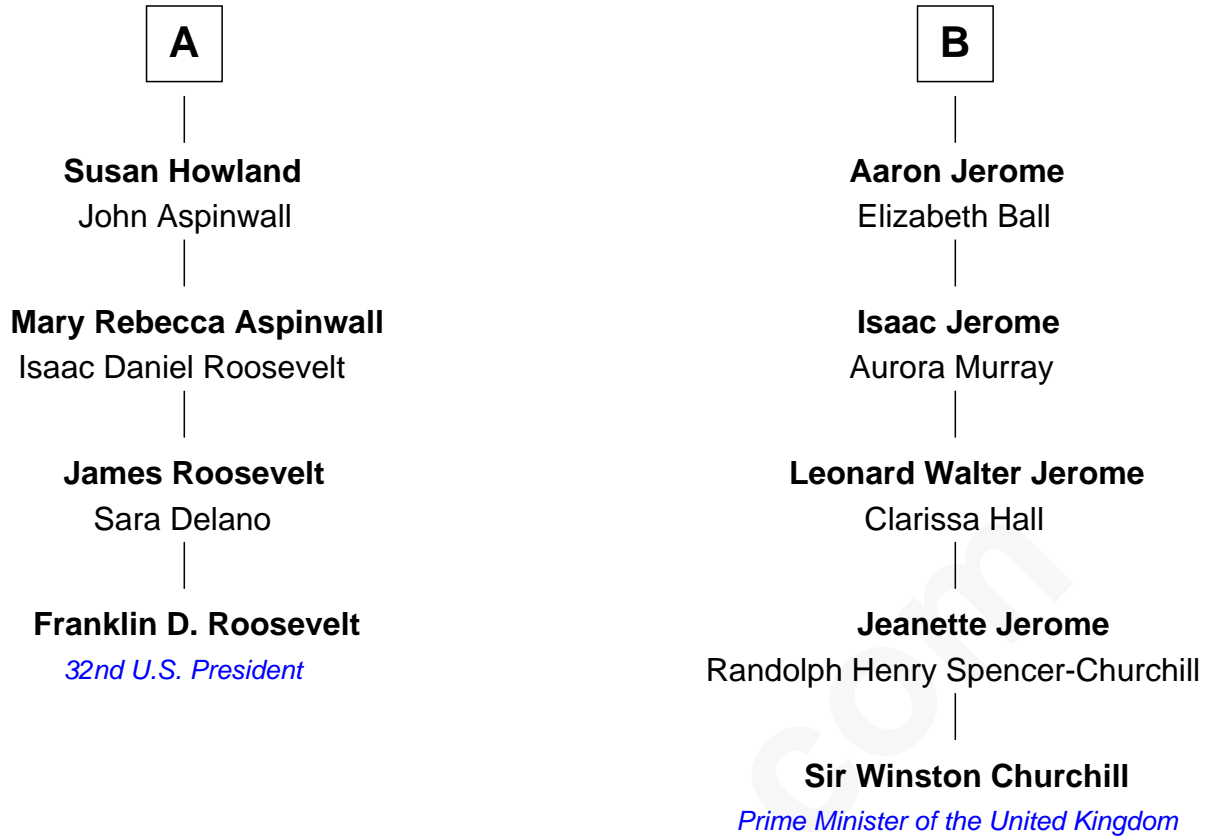 A
Susan Howland
John Aspinwall
Mary Rebecca Aspinwall
Isaac Daniel Roosevelt
James Roosevelt
Sara Delano
Franklin D. Roosevelt
32nd U.S. President
B
Aaron Jerome
Elizabeth Ball
Isaac Jerome
Aurora Murray
Leonard Walter Jerome
Clarissa Hall
Jeanette Jerome
Randolph Henry Spencer-Churchill
Sir Winston Churchill
Prime Minister of the United Kingdom
com